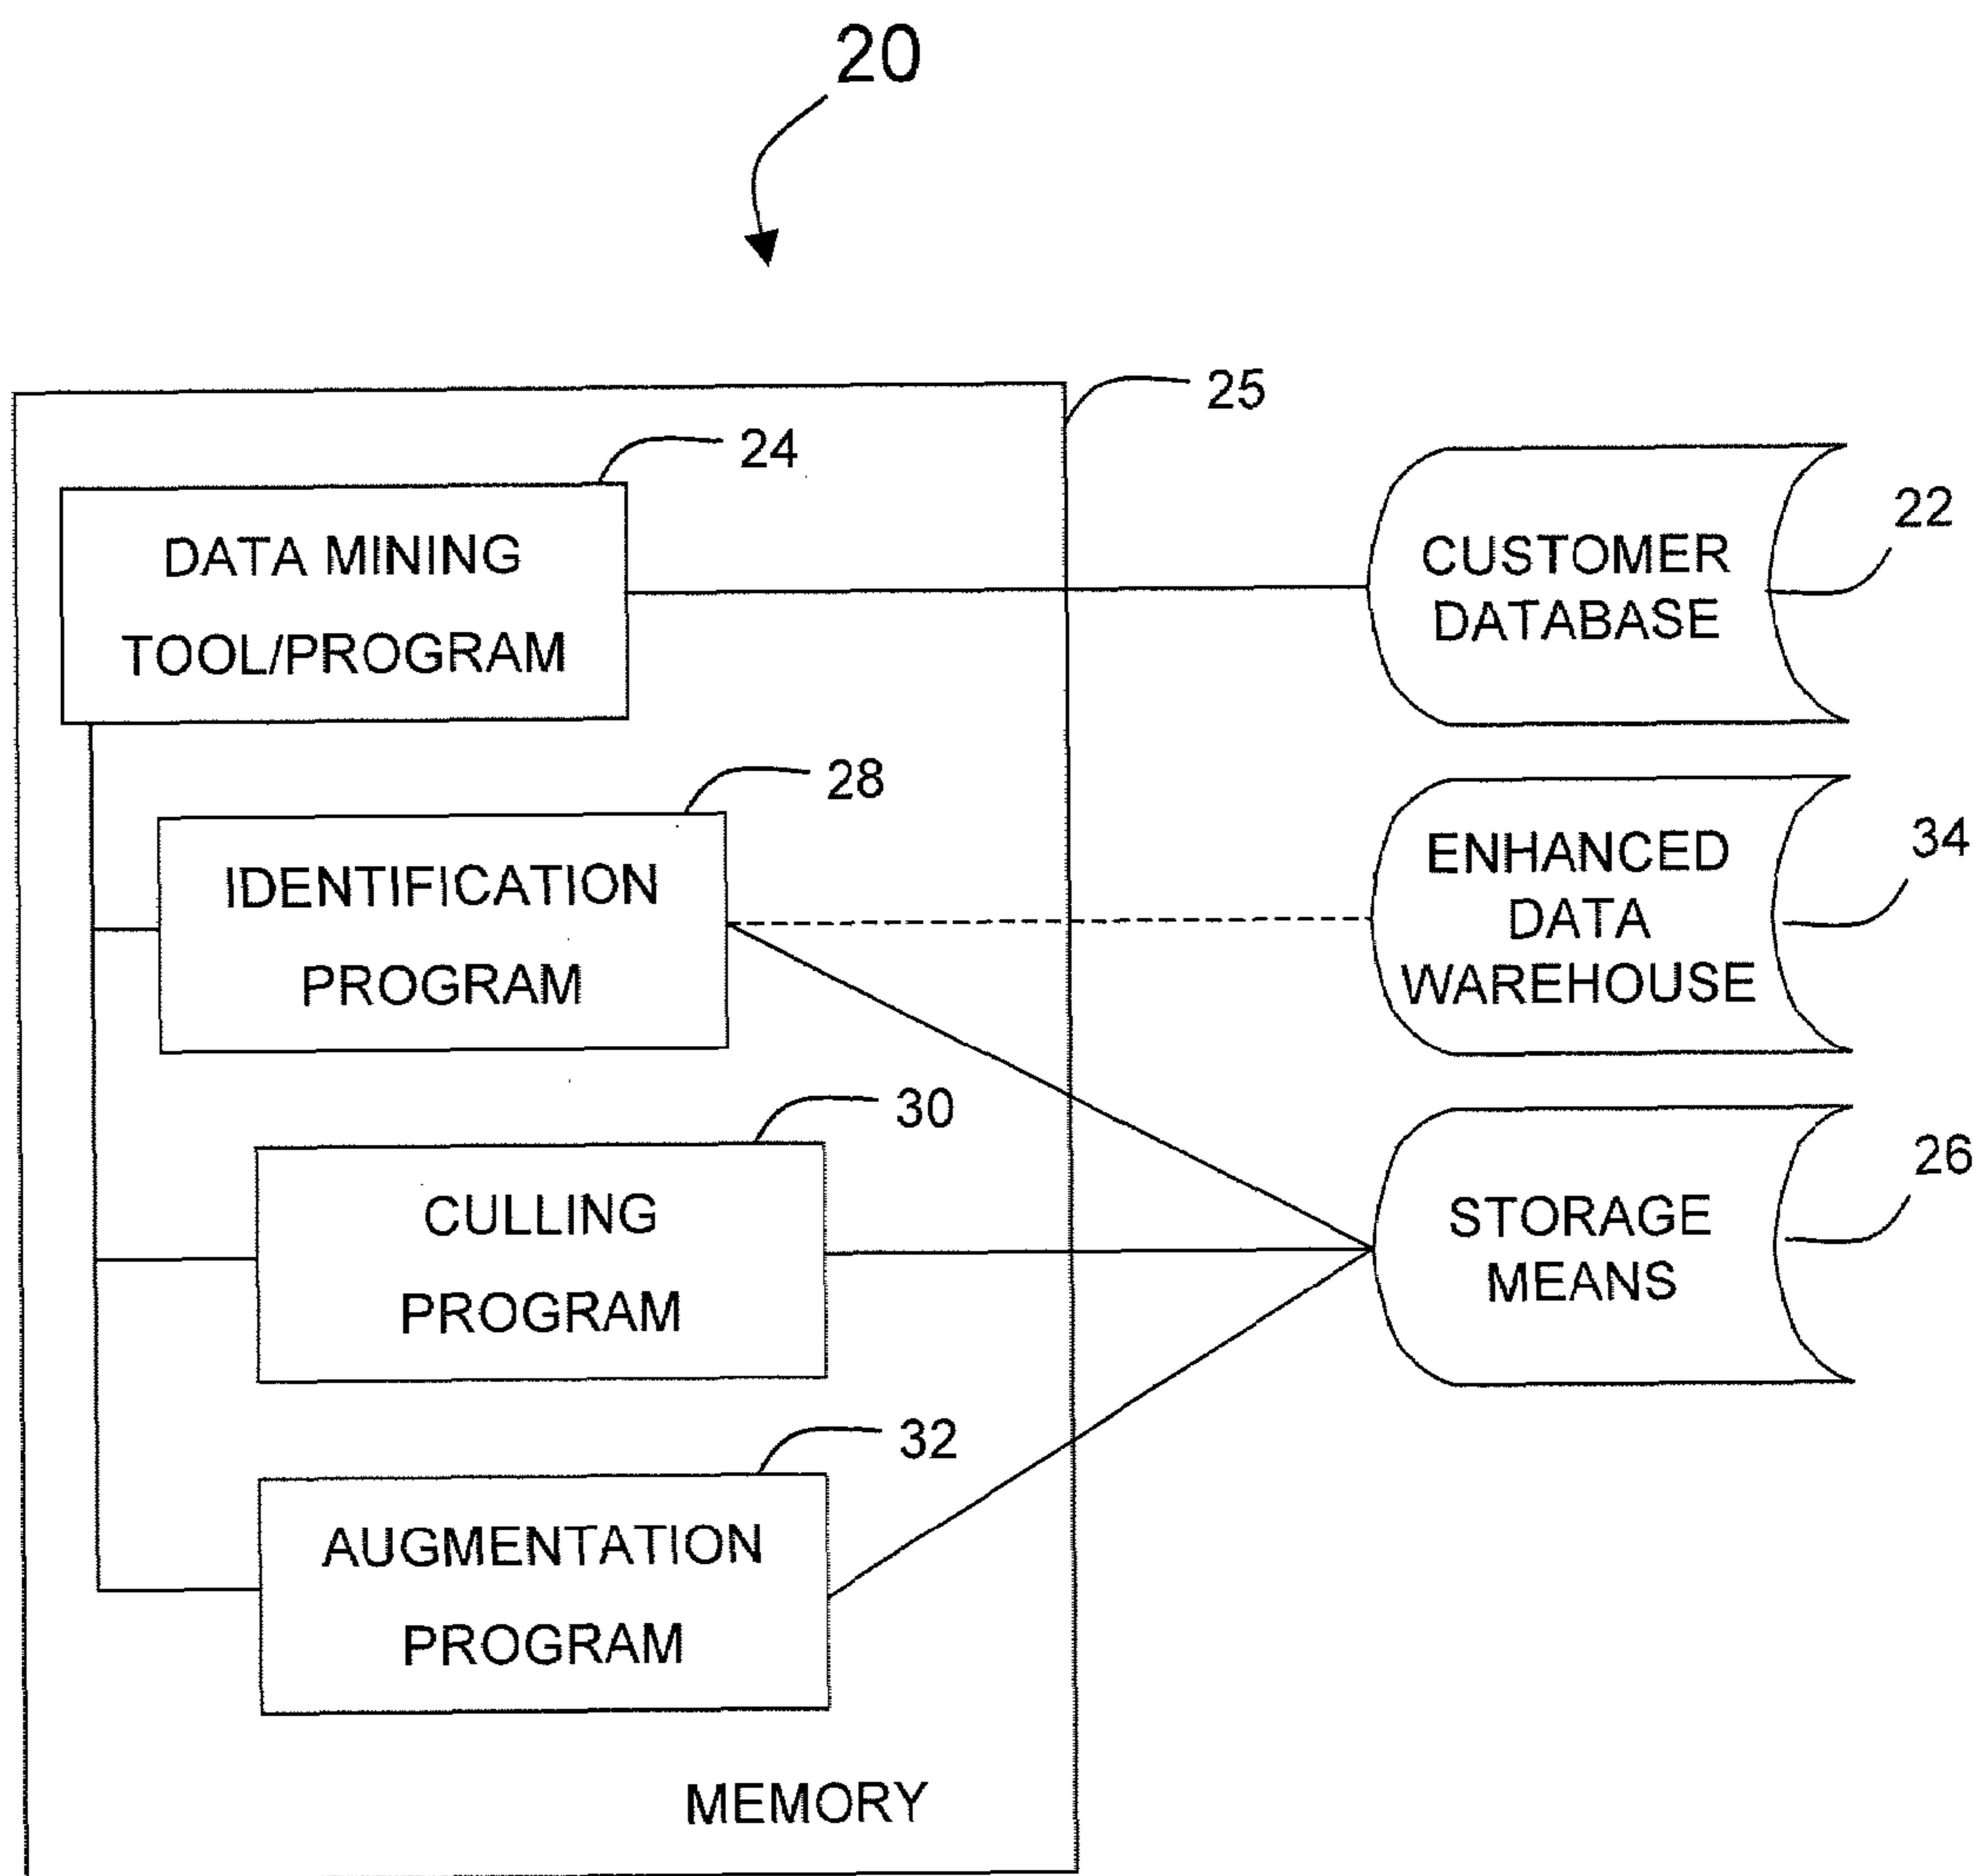 20
25
24
DATA MINING
TOOL/PROGRAM
CUSTOMER
DATABASE
22
28
IDENTIFICATION
PROGRAM
ENHANCED
DATA
WAREHOUSE
34
30
CULLING
PROGRAM
STORAGE
MEANS
26
32
AUGMENTATION
PROGRAM
MEMORY